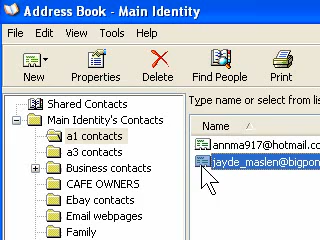 Address Book - Main Identity
File Edit View Tools Help
New Properties Delete Find People Print
Shared Contacts
Main Identity's Contacts
a1 contacts
a3 contacts
Business contacts
CAFE OWNERS
Ebay contacts
Email webpages
Family
Type name or select from lis
Name
annma917@hotmail.co
jayde_maslen@bigpon